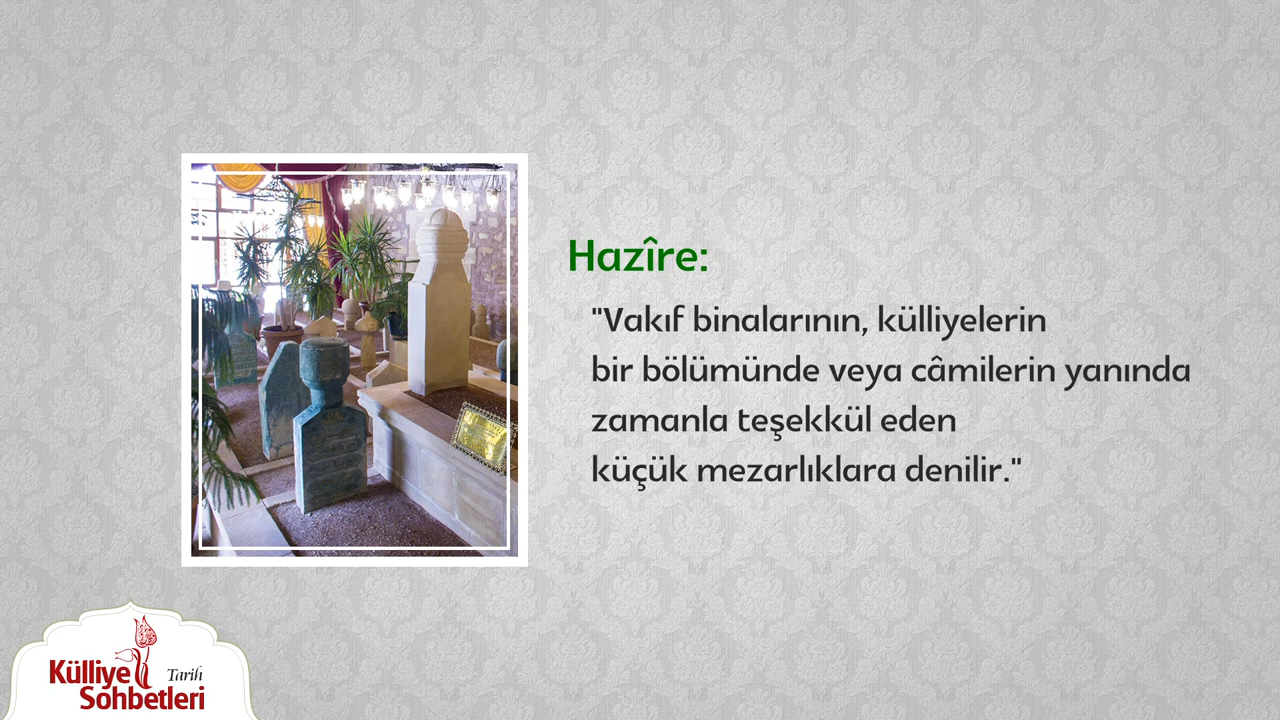 Hazîre:
"Vakıf binalarının, külliyelerin
bir bölümünde veya câmilerin yanında
zamanla teşekkül eden
küçük mezarlıklara denilir."
Külliye Tarih
Sohbetleri